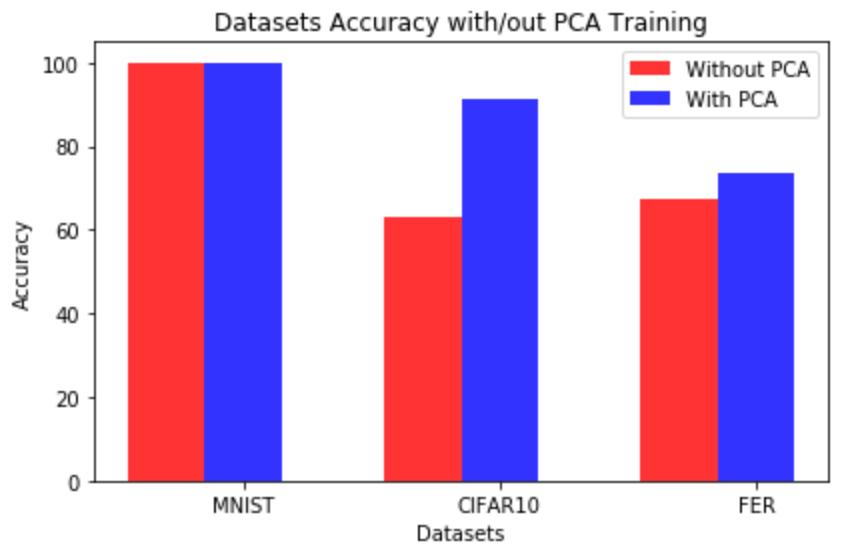 Datasets Accuracy with/out PCA Training
100
80
60
40
20
0
Accuracy
Without PCA
With PCA
MNIST CIFAR10 FER
Datasets